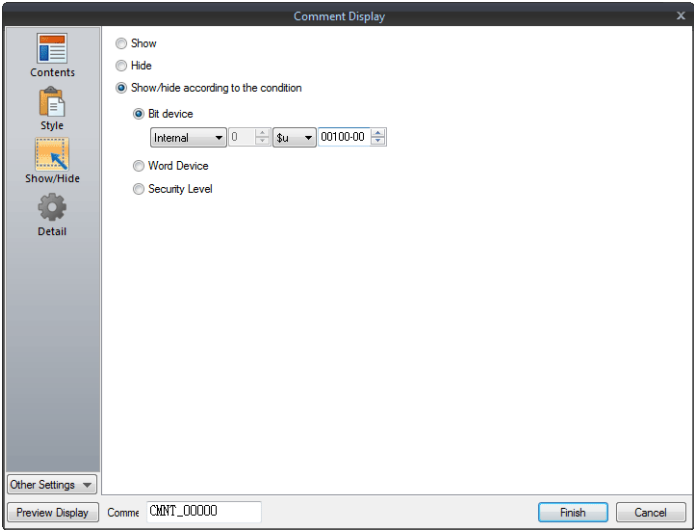 Comment Display
Contents
Style
Show/Hide
Detail
Show
Hide
Show/hide according to the condition
Bit device
Internal 0 $u 00100-00
Word Device
Security Level
Other Settings
Preview Display Comme CMNT_00000 Finish Cancel